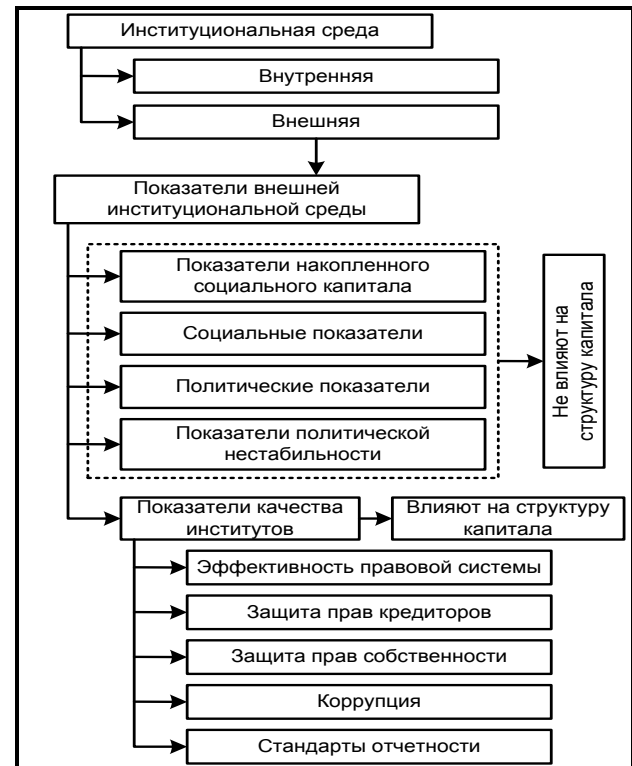 Институциональная среда
Внутренняя
Внешняя
Показатели внешней
институциональной среды
Показатели накопленного
социального капитала
Социальные показатели
Политические показатели
Показатели политической
нестабильности
Не влияют на
структуру капитала
Показатели качества
институтов
Влияют на структуру
капитала
Эффективность правовой системы
Защита прав кредиторов
Защита прав собственности
Коррупция
Стандарты отчетности